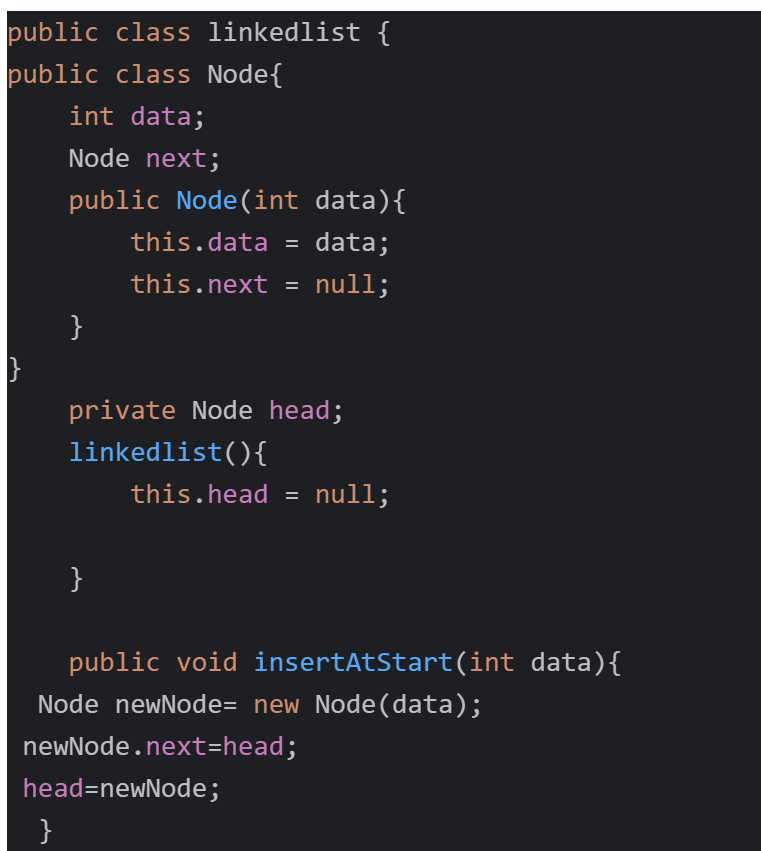 public class linkedlist {
public class Node{
    int data;
    Node next;
    public Node(int data){
        this.data = data;
        this.next = null;
    }
}
    private Node head;
    linkedlist(){
        this.head = null;

    }

    public void insertAtStart(int data){
  Node newNode= new Node(data);
 newNode.next=head;
 head=newNode;
  }